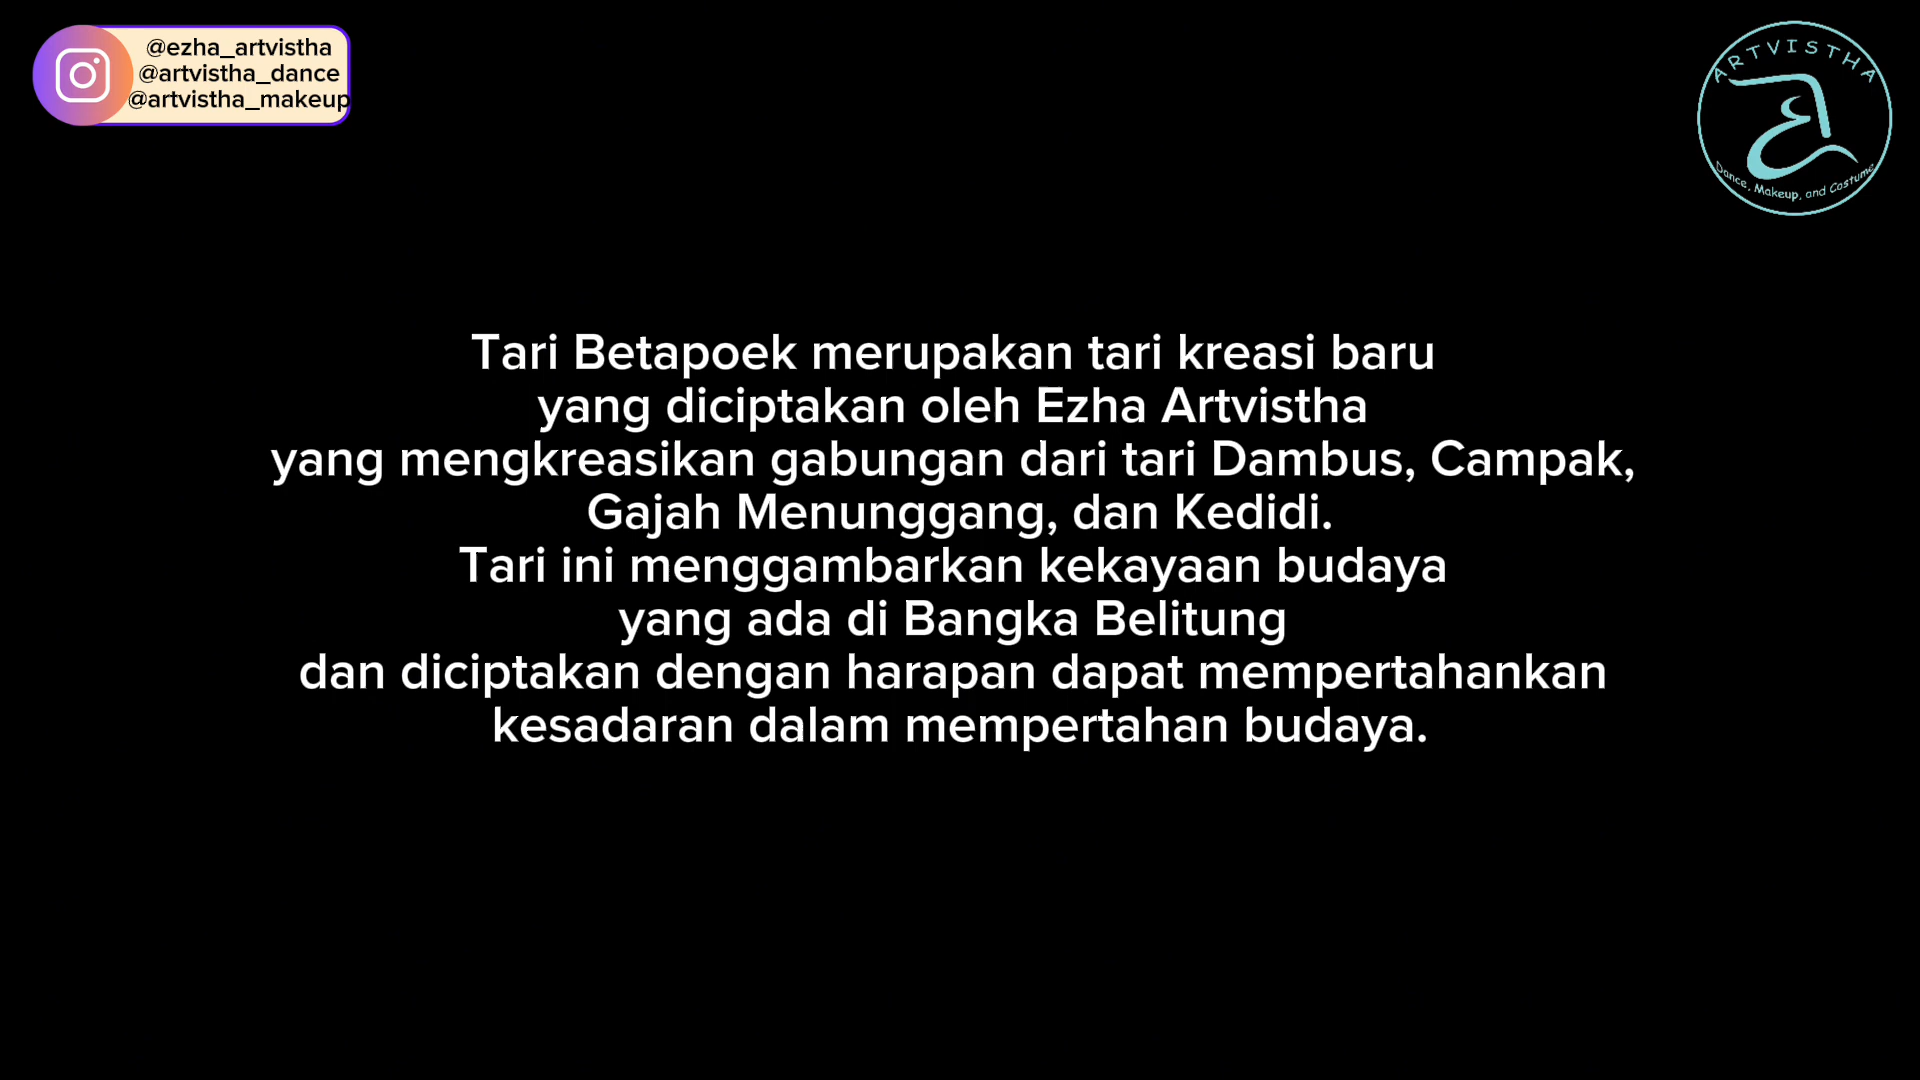 @ezha_artvistha
@artvistha_dance
@artvistha_makeup
ARTVISTHA
Dance, Makeup, and Costume
Tari Betapoek merupakan tari kreasi baru
yang diciptakan oleh Ezha Artvistha
yang mengkreasikan gabungan dari tari Dambus, Campak,
Gajah Menunggang, dan Kedidi.
Tari ini menggambarkan kekayaan budaya
yang ada di Bangka Belitung
dan diciptakan dengan harapan dapat mempertahankan
kesadaran dalam mempertahan budaya.